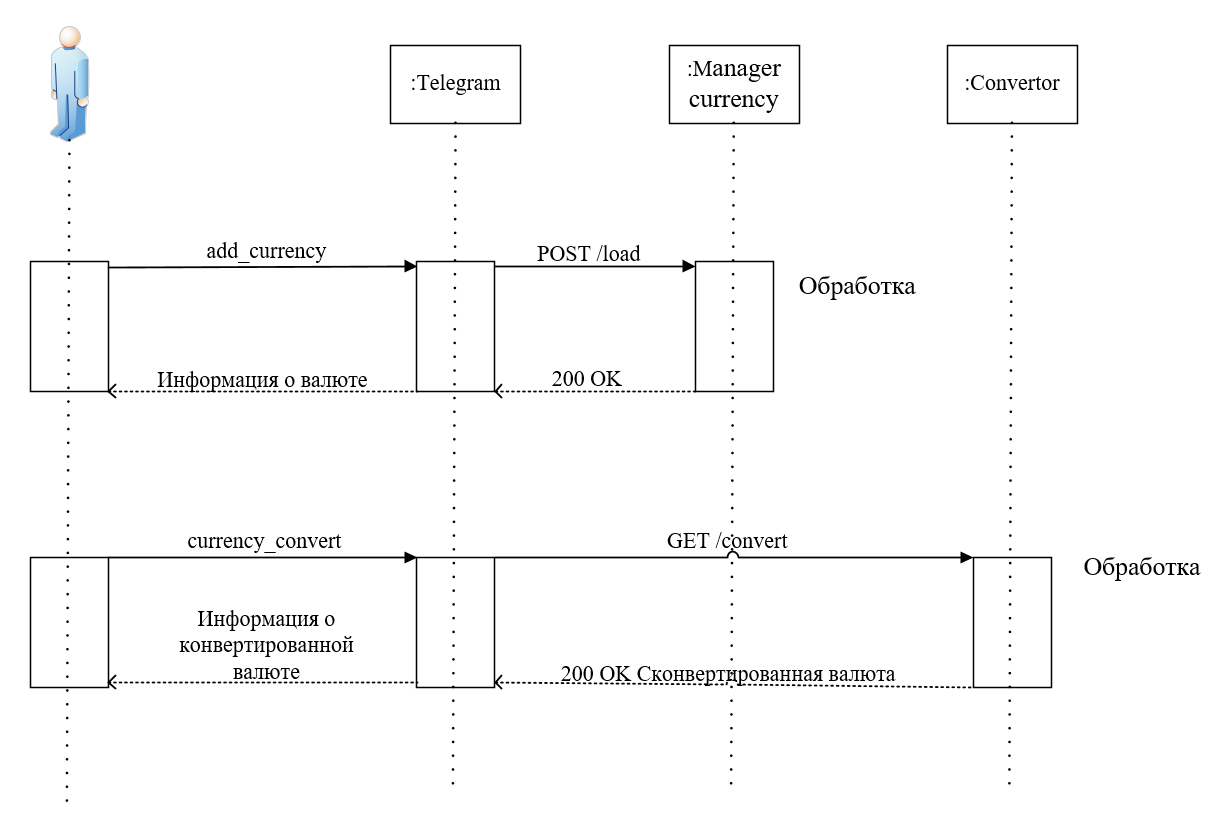 :Telegram
:Manager
currency
:Convertor
add_currency
POST /load
Обработка
Информация о валюте
200 OK
currency_convert
GET /convert
Обработка
Информация о
конвертированной
валюте
200 OK Сконвертированная валюта